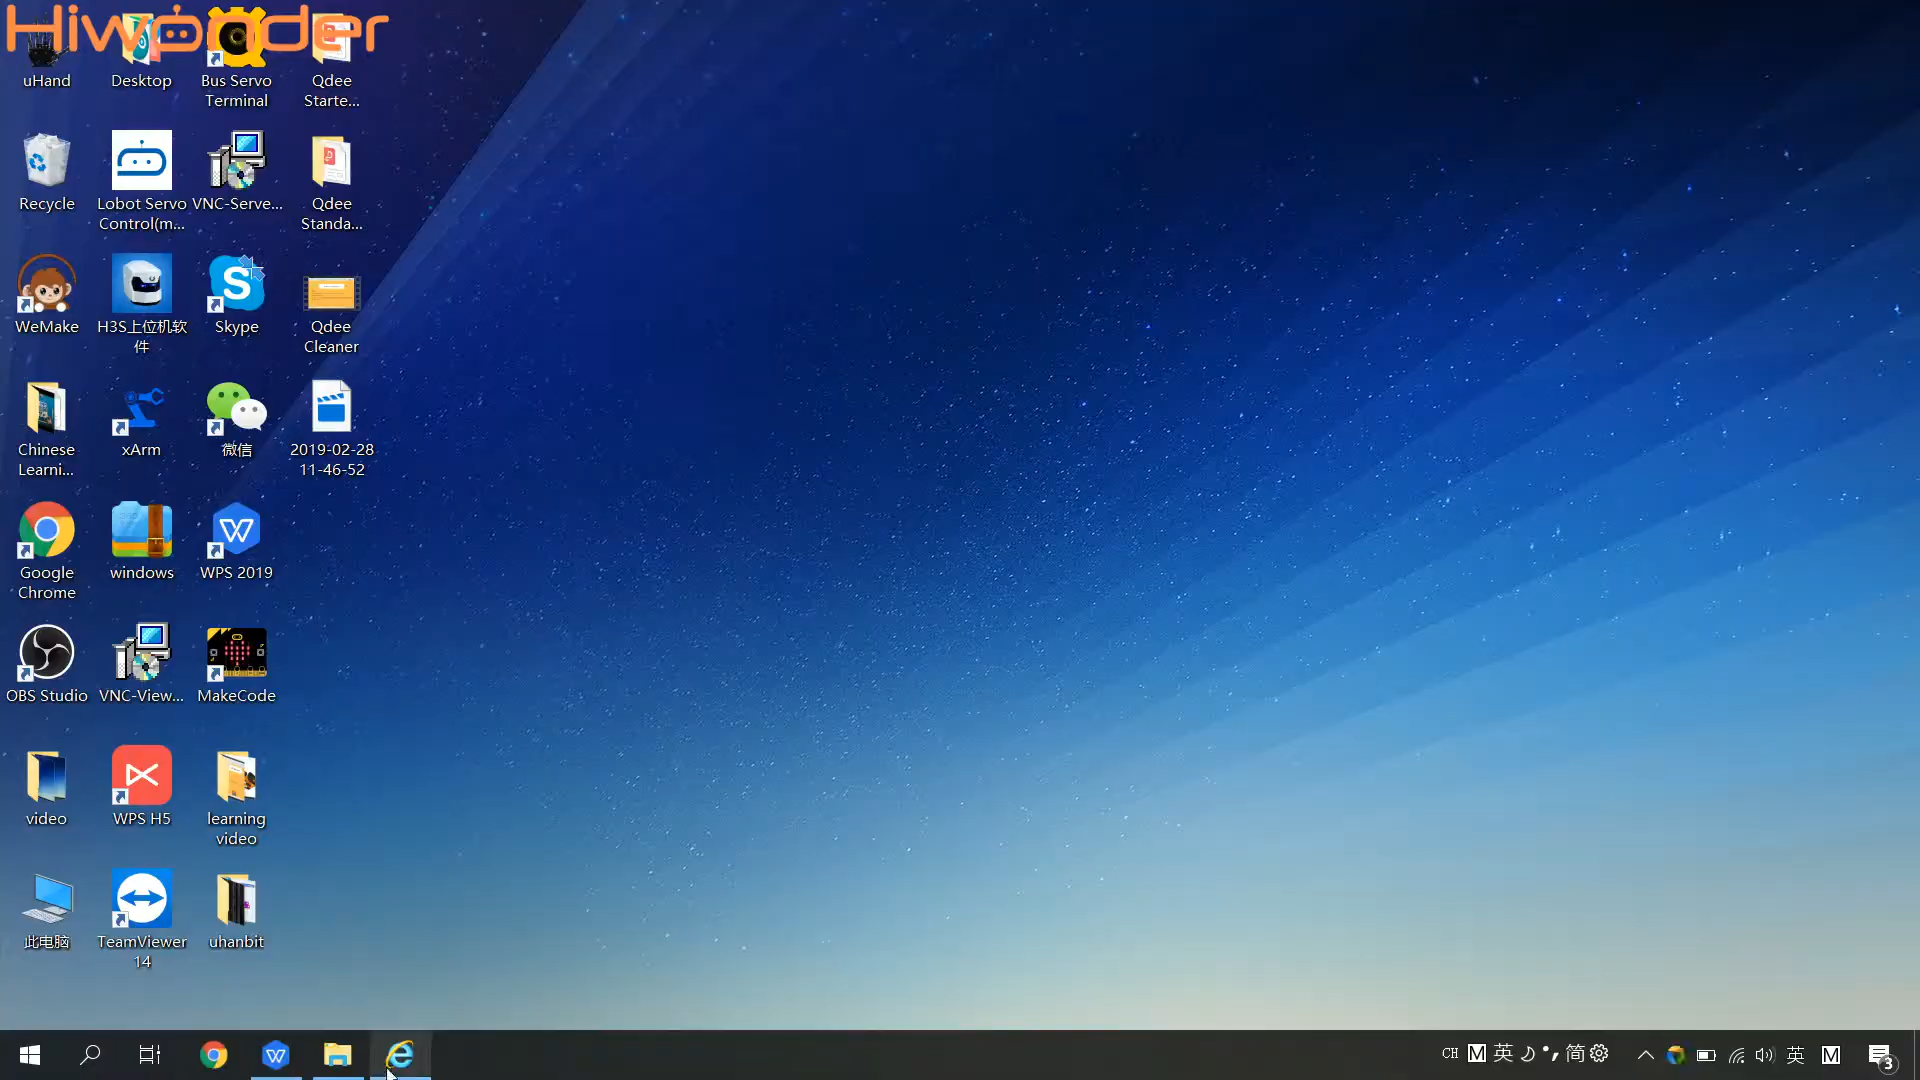 Hiwonder
uHand
Desktop
Bus Servo
Terminal
Qdee
Starte...
Recycle
Lobot Servo
Control(m...
VNC-Serve...
Qdee
Standa...
WeMake
H3S上位机软
件
Skype
Qdee
Cleaner
Chinese
Learni...
xArm
微信
2019-02-28
11-46-52
Google
Chrome
windows
WPS 2019
OBS Studio
VNC-View...
MakeCode
video
WPS H5
learning
video
此电脑
TeamViewer
14
uhanbit
CH M 英 简 英 M 3